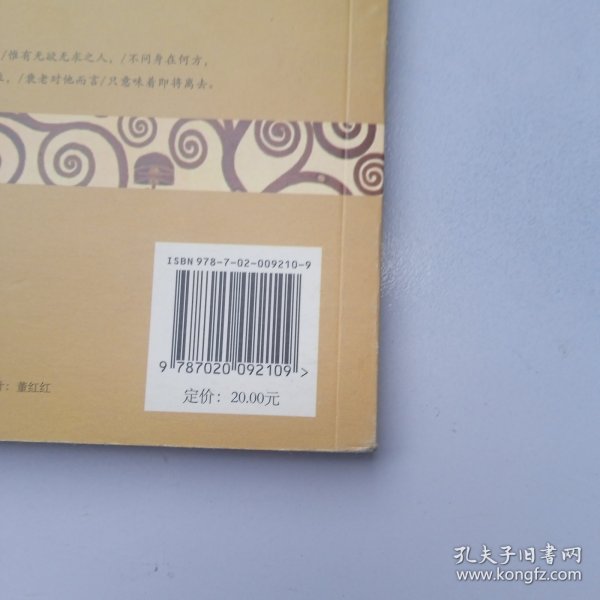 /惟有无欲无求之人，/不问身在何方，
，/衰老对他而言/只意味着即将离去。
ISBN 978-7-02-009210-9
9 787020 092109 >
定价：20.00元
：董红红
孔夫子旧书网
www.kongfz.com